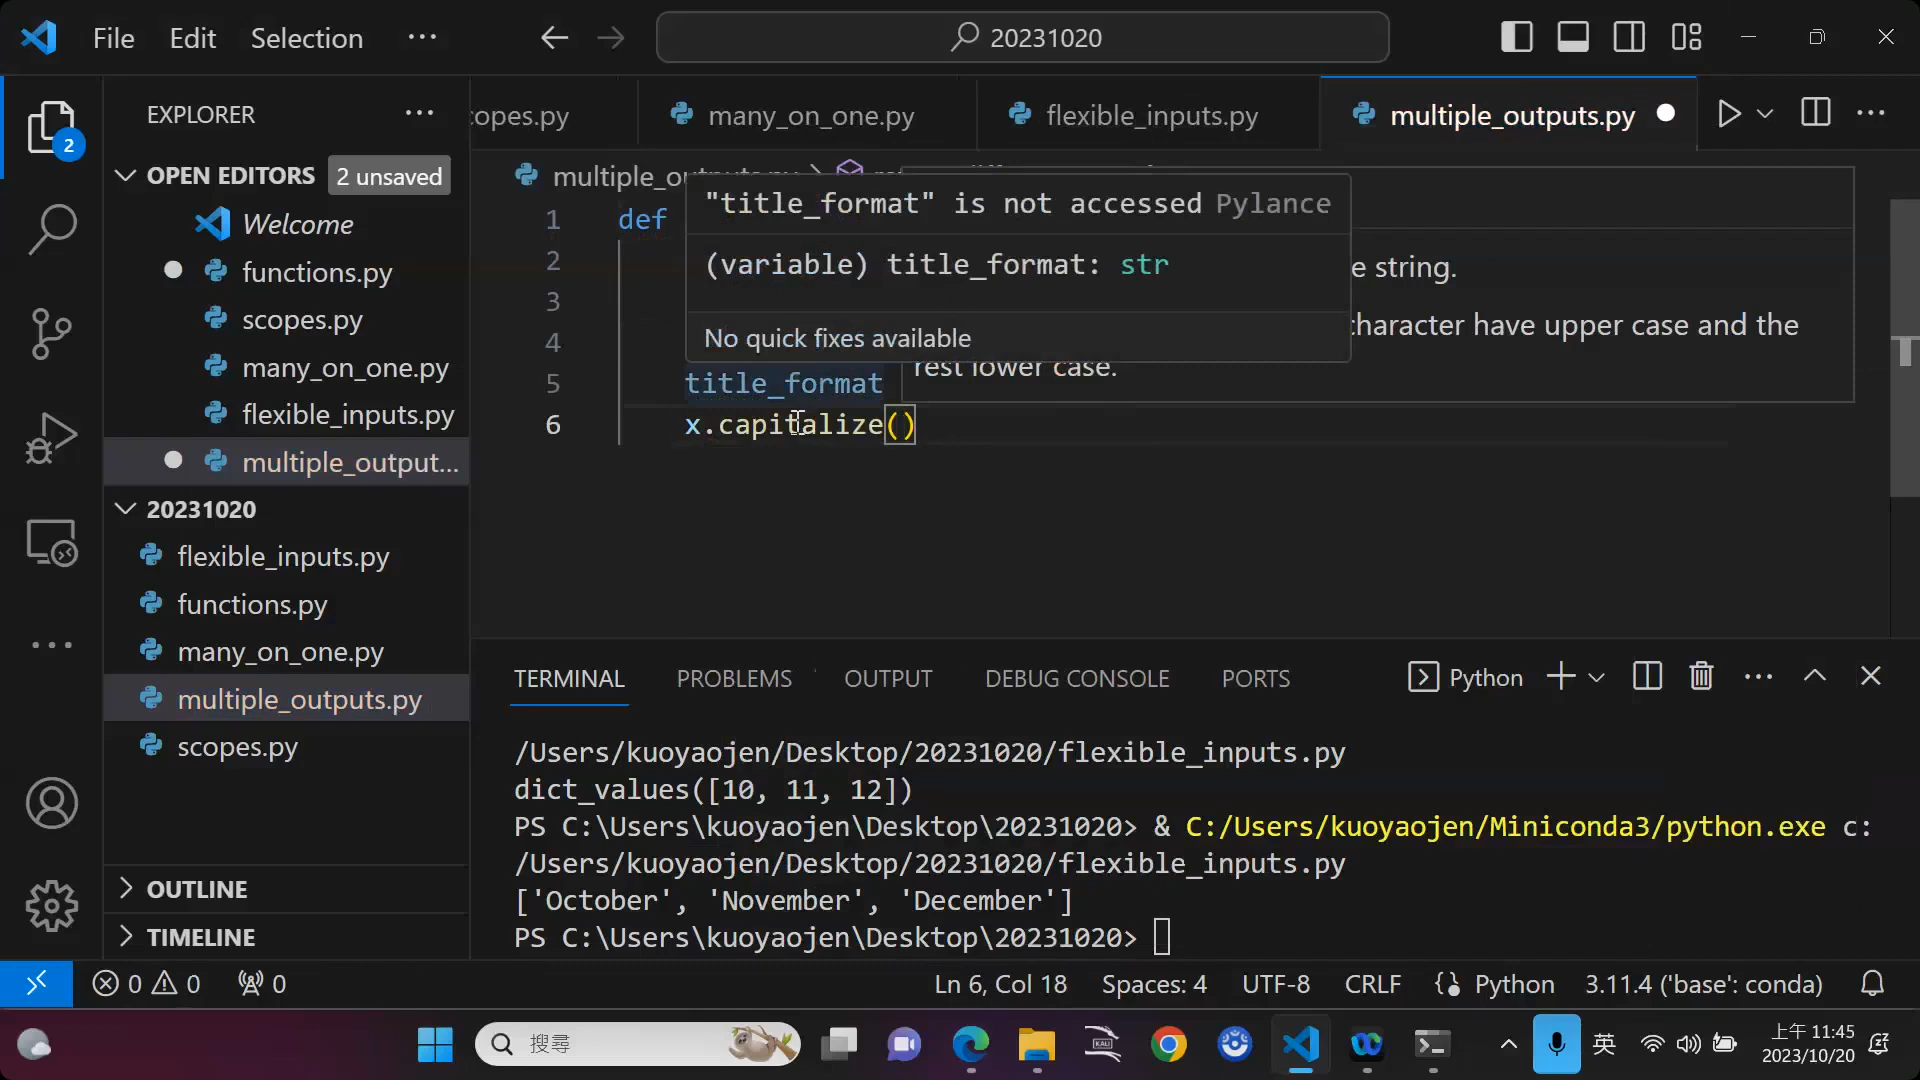 File Edit Selection ··· 20231020
EXPLORER ···
OPEN EDITORS 2 unsaved
Welcome
functions.py
scopes.py
many_on_one.py
flexible_inputs.py
multiple_output...
20231020
flexible_inputs.py
functions.py
many_on_one.py
multiple_outputs.py
scopes.py
OUTLINE
TIMELINE
2
copes.py many_on_one.py flexible_inputs.py multiple_outputs.py
"title_format" is not accessed Pylance
(variable) title_format: str
No quick fixes available
e string.
character have upper case and the
rest lower case.
1 def
2
3
4
5 title_format
6 x.capitalize()
TERMINAL PROBLEMS OUTPUT DEBUG CONSOLE PORTS Python
/Users/kuoyaojen/Desktop/20231020/flexible_inputs.py
dict_values([10, 11, 12])
PS C:\Users\kuoyaojen\Desktop\20231020> & C:/Users/kuoyaojen/Miniconda3/python.exe c:
/Users/kuoyaojen/Desktop/20231020/flexible_inputs.py
['October', 'November', 'December']
PS C:\Users\kuoyaojen\Desktop\20231020>
0 0 0 Ln 6, Col 18 Spaces: 4 UTF-8 CRLF Python 3.11.4 ('base': conda)
搜尋 英 上午 11:45
2023/10/20